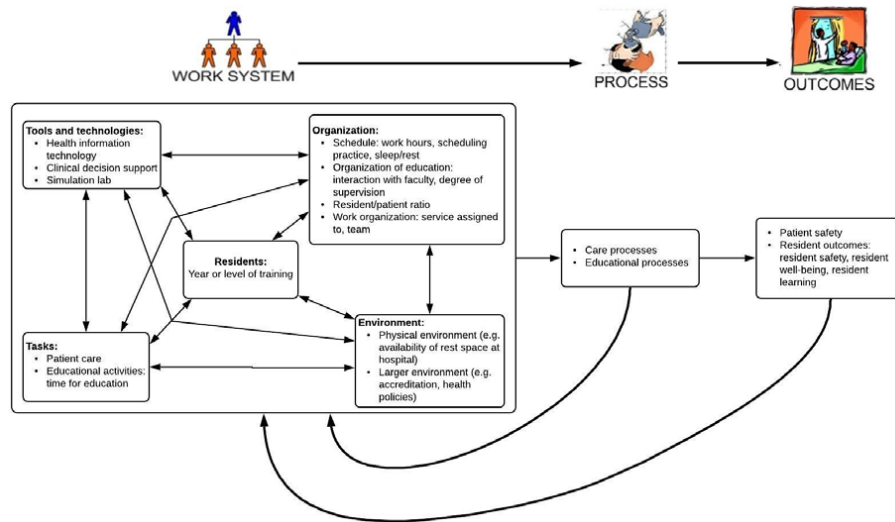 WORK SYSTEM
PROCESS
OUTCOMES
Tools and technologies:
• Health information
technology
• Clinical decision support
• Simulation lab
Organization:
• Schedule: work hours, scheduling
practice, sleep/rest
• Organization of education:
interaction with faculty, degree of
supervision
• Resident/patient ratio
• Work organization: service assigned
to, team
Residents:
Year or level of training
Tasks:
• Patient care
• Educational activities:
time for education
Environment:
• Physical environment (e.g.
availability of rest space at
hospital)
• Larger environment (e.g.
accreditation, health
policies)
• Care processes
• Educational processes
• Patient safety
• Resident outcomes:
resident safety, resident
well-being, resident
learning